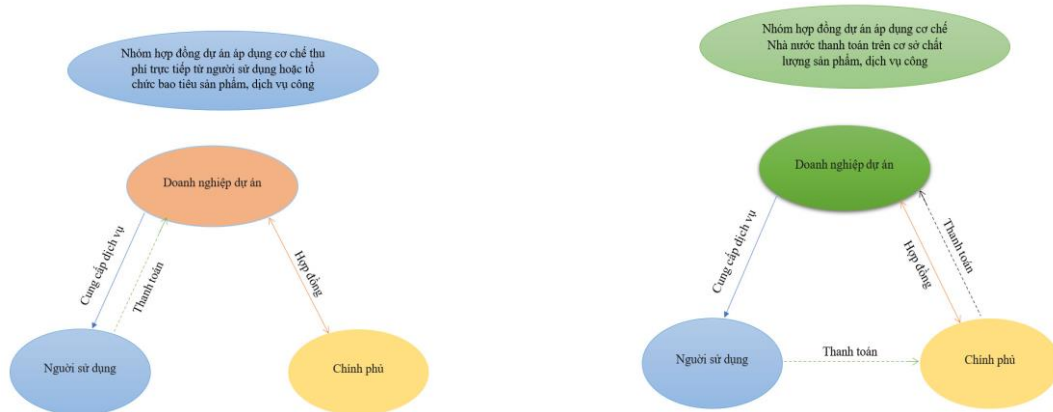 Nhóm hợp đồng dự án áp dụng cơ chế thu
phí trực tiếp từ người sử dụng hoặc tổ
chức bao tiêu sản phẩm, dịch vụ công
Doanh nghiệp dự án
Cung cấp dịch vụ
Thanh toán
Hợp đồng
Người sử dụng
Chính phủ
Nhóm hợp đồng dự án áp dụng cơ chế
Nhà nước thanh toán trên cơ sở chất
lượng sản phẩm, dịch vụ công
Doanh nghiệp dự án
Cung cấp dịch vụ
Hợp đồng
Thanh toán
Người sử dụng
Thanh toán
Chính phủ